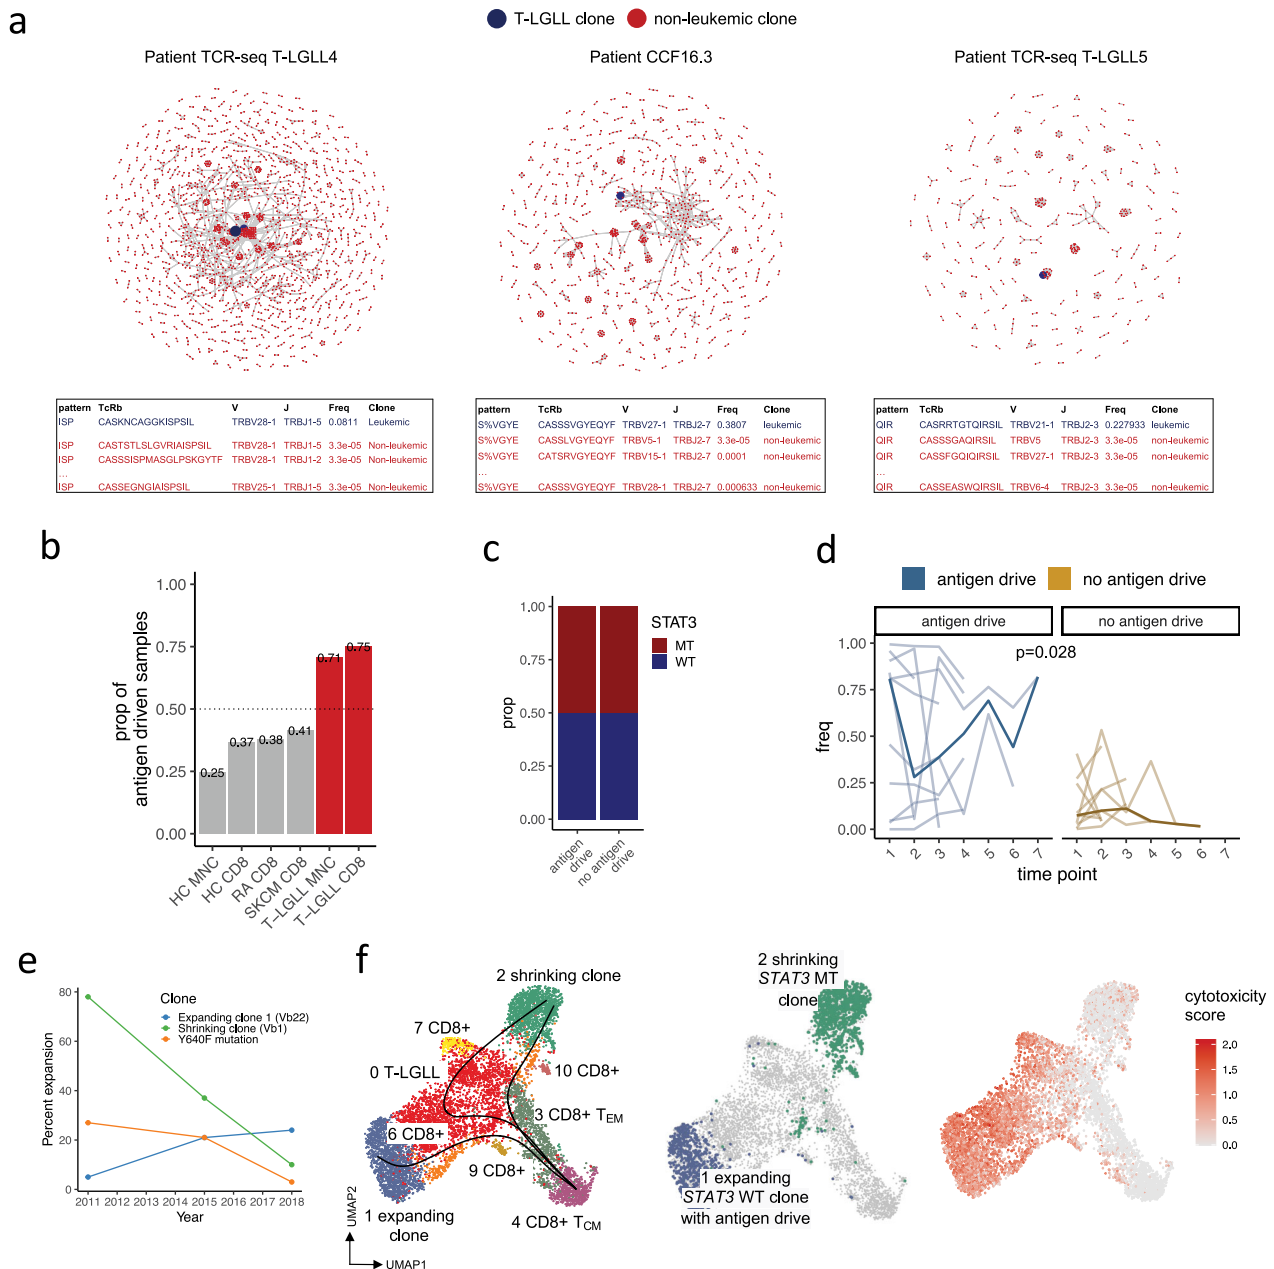 a
T-LGLL clone non-leukemic clone
Patient TCR-seq T-LGLL4
Patient CCF16.3
Patient TCR-seq T-LGLL5
pattern TcRb V J Freq Clone
ISP CASKNCAGGKISPSIL TRBV28-1 TRBJ1-5 0.0811 Leukemic
ISP CASTSTLSLGVRIAISPSIL TRBV28-1 TRBJ1-5 3.3e-05 Non-leukemic
ISP CASSSISPMASGLPSKGYTF TRBV28-1 TRBJ1-2 3.3e-05 Non-leukemic
...
ISP CASSEGNGIAISPSIL TRBV25-1 TRBJ1-5 3.3e-05 Non-leukemic
pattern TcRb V J Freq Clone
S%VGYE CASSSVGYEQYF TRBV27-1 TRBJ2-7 0.3807 leukemic
S%VGYE CASSLVGYEQYF TRBV5-1 TRBJ2-7 3.3e-05 non-leukemic
S%VGYE CATSRVGYEQYF TRBV15-1 TRBJ2-7 0.0001 non-leukemic
...
S%VGYE CASSSVGYEQYF TRBV28-1 TRBJ2-7 0.000633 non-leukemic
pattern TcRb V J Freq Clone
QIR CASRRTGTQIRSIL TRBV21-1 TRBJ2-3 0.227933 leukemic
QIR CASSSGAQIRSIL TRBV5 TRBJ2-3 3.3e-05 non-leukemic
QIR CASSFGQIQIRSIL TRBV27-1 TRBJ2-3 3.3e-05 non-leukemic
...
QIR CASSEASWQIRSIL TRBV6-4 TRBJ2-3 3.3e-05 non-leukemic
b
prop of
antigen driven samples
1.00
0.75
0.50
0.25
0.00
0.25
0.37
0.38
0.41
0.71
0.75
HC MNC
HC CD8
RA CD8
SKCM CD8
T-LGLL MNC
T-LGLL CD8
c
prop
1.00
0.75
0.50
0.25
0.00
antigen
drive
no antigen
drive
STAT3
MT
WT
d
antigen drive no antigen drive
antigen drive
no antigen drive
p=0.028
freq
1.00
0.75
0.50
0.25
0.00
1 2 3 4 5 6 7
1 2 3 4 5 6 7
time point
e
Percent expansion
80
60
40
20
0
Clone
Expanding clone 1 (Vb22)
Shrinking clone (Vb1)
Y640F mutation
2011 2012 2013 2014 2015 2016 2017 2018
Year
f
2 shrinking clone
7 CD8+
0 T-LGLL
10 CD8+
3 CD8+ TEM
6 CD8+
9 CD8+
1 expanding
clone
4 CD8+ TCM
UMAP2
UMAP1
2 shrinking
STAT3 MT
clone
1 expanding
STAT3 WT clone
with antigen drive
cytotoxicity
score
2.0
1.5
1.0
0.5
0.0